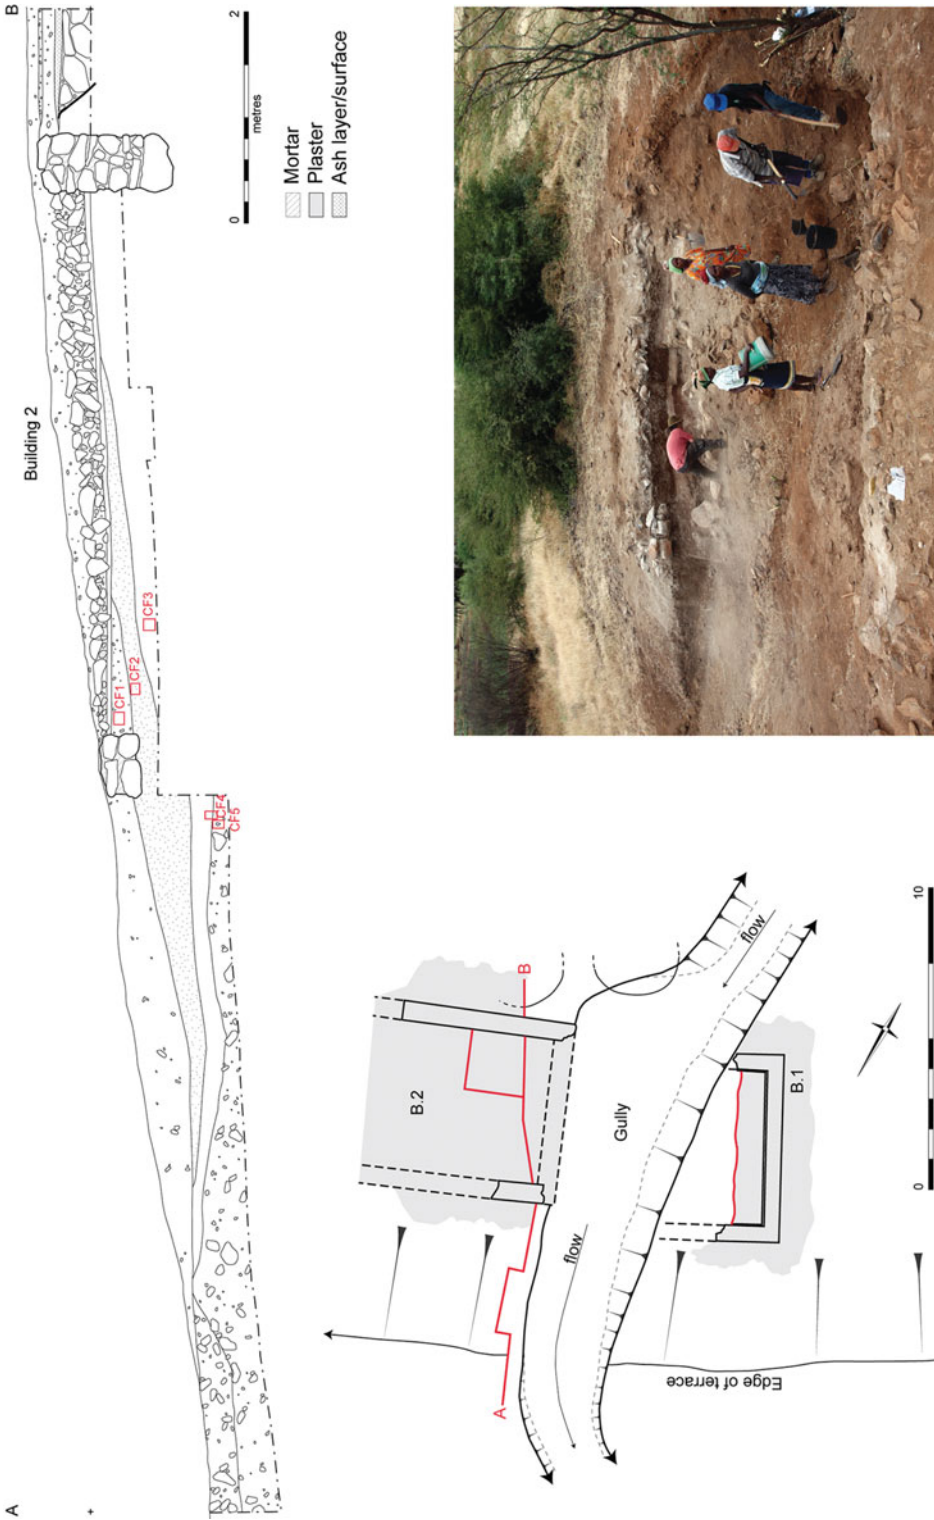 A
B
Building 2
CF1
CF2
CF3
CF4
CF5
0
2
metres
Mortar
Plaster
Ash layer/surface
A
B
B.2
Gully
flow
flow
B.1
Edge of terrace
0
10